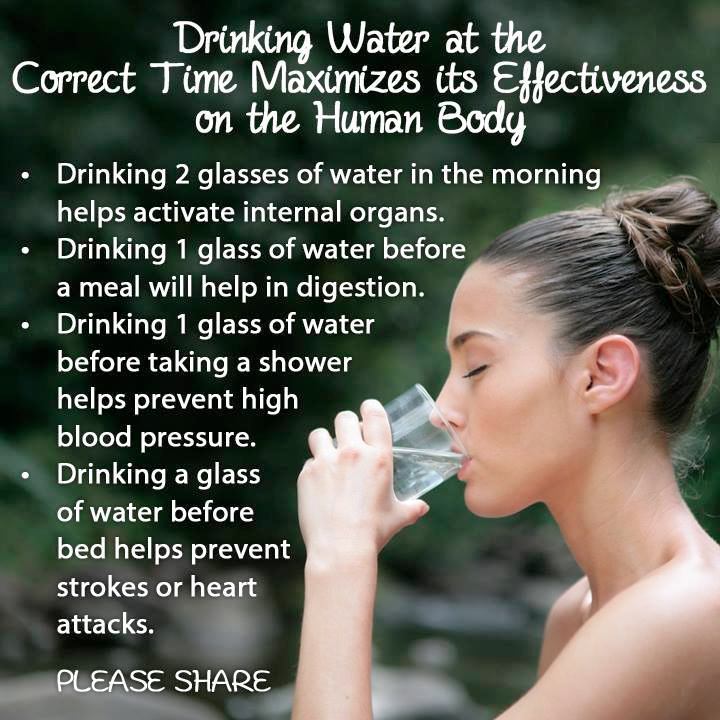 Drinking Water at the
Correct Time Maximizes its Effectiveness
on the Human Body
• Drinking 2 glasses of water in the morning
helps activate internal organs.
• Drinking 1 glass of water before
a meal will help in digestion.
• Drinking 1 glass of water
before taking a shower
helps prevent high
blood pressure.
• Drinking a glass
of water before
bed helps prevent
strokes or heart
attacks.
PLEASE SHARE